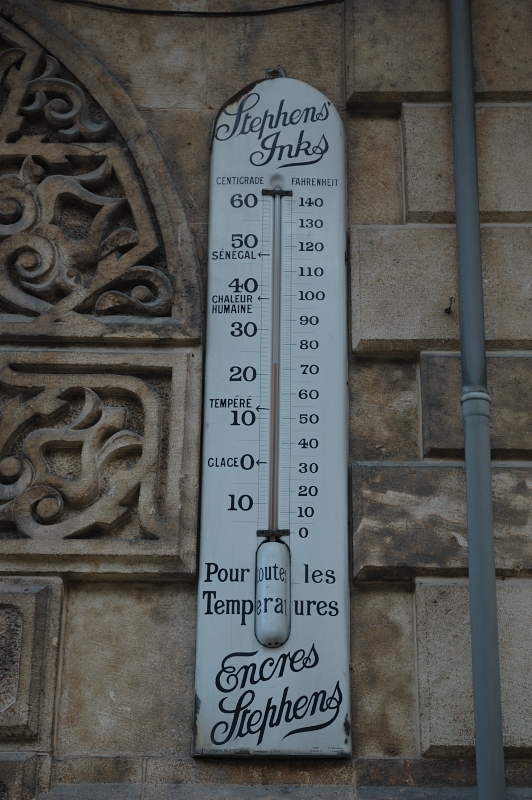 Stephens'
Inks
CENTIGRADE FAHRENHEIT
60 140
130
50 120
SÉNÉGAL
110
40 100
CHALEUR
HUMAINE
90
30
80
20 70
60
TEMPÉRÉ
10 50
40
GLACE 0 30
20
10 10
0
Pour toutes les
Températures
Encres
Stephens